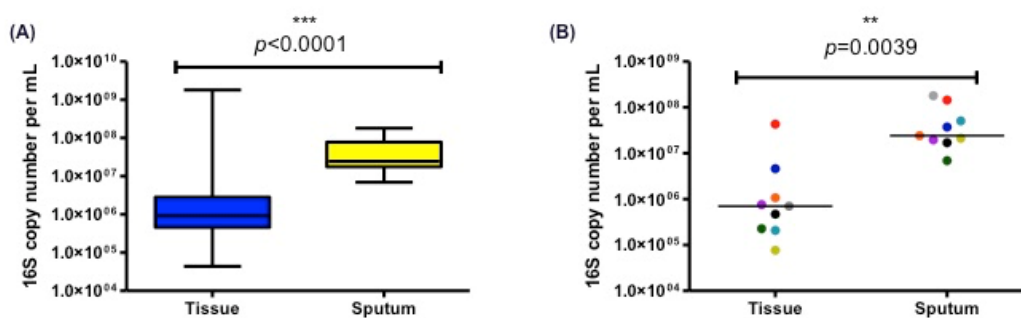 (A)
***
p<0.0001
16S copy number per mL
1.0×10^10
1.0×10^09
1.0×10^08
1.0×10^07
1.0×10^06
1.0×10^05
1.0×10^04
Tissue Sputum
(B)
**
p=0.0039
16S copy number per mL
1.0×10^09
1.0×10^08
1.0×10^07
1.0×10^06
1.0×10^05
1.0×10^04
Tissue Sputum